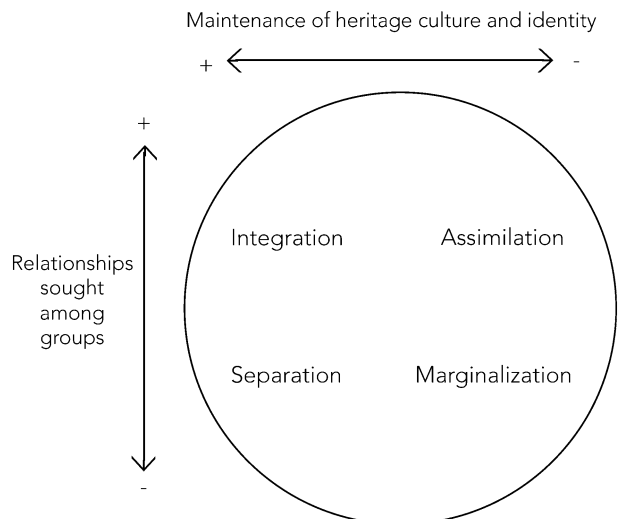 Maintenance of heritage culture and identity
+ -
+
Relationships
sought
among
groups
-
Integration Assimilation
Separation Marginalization